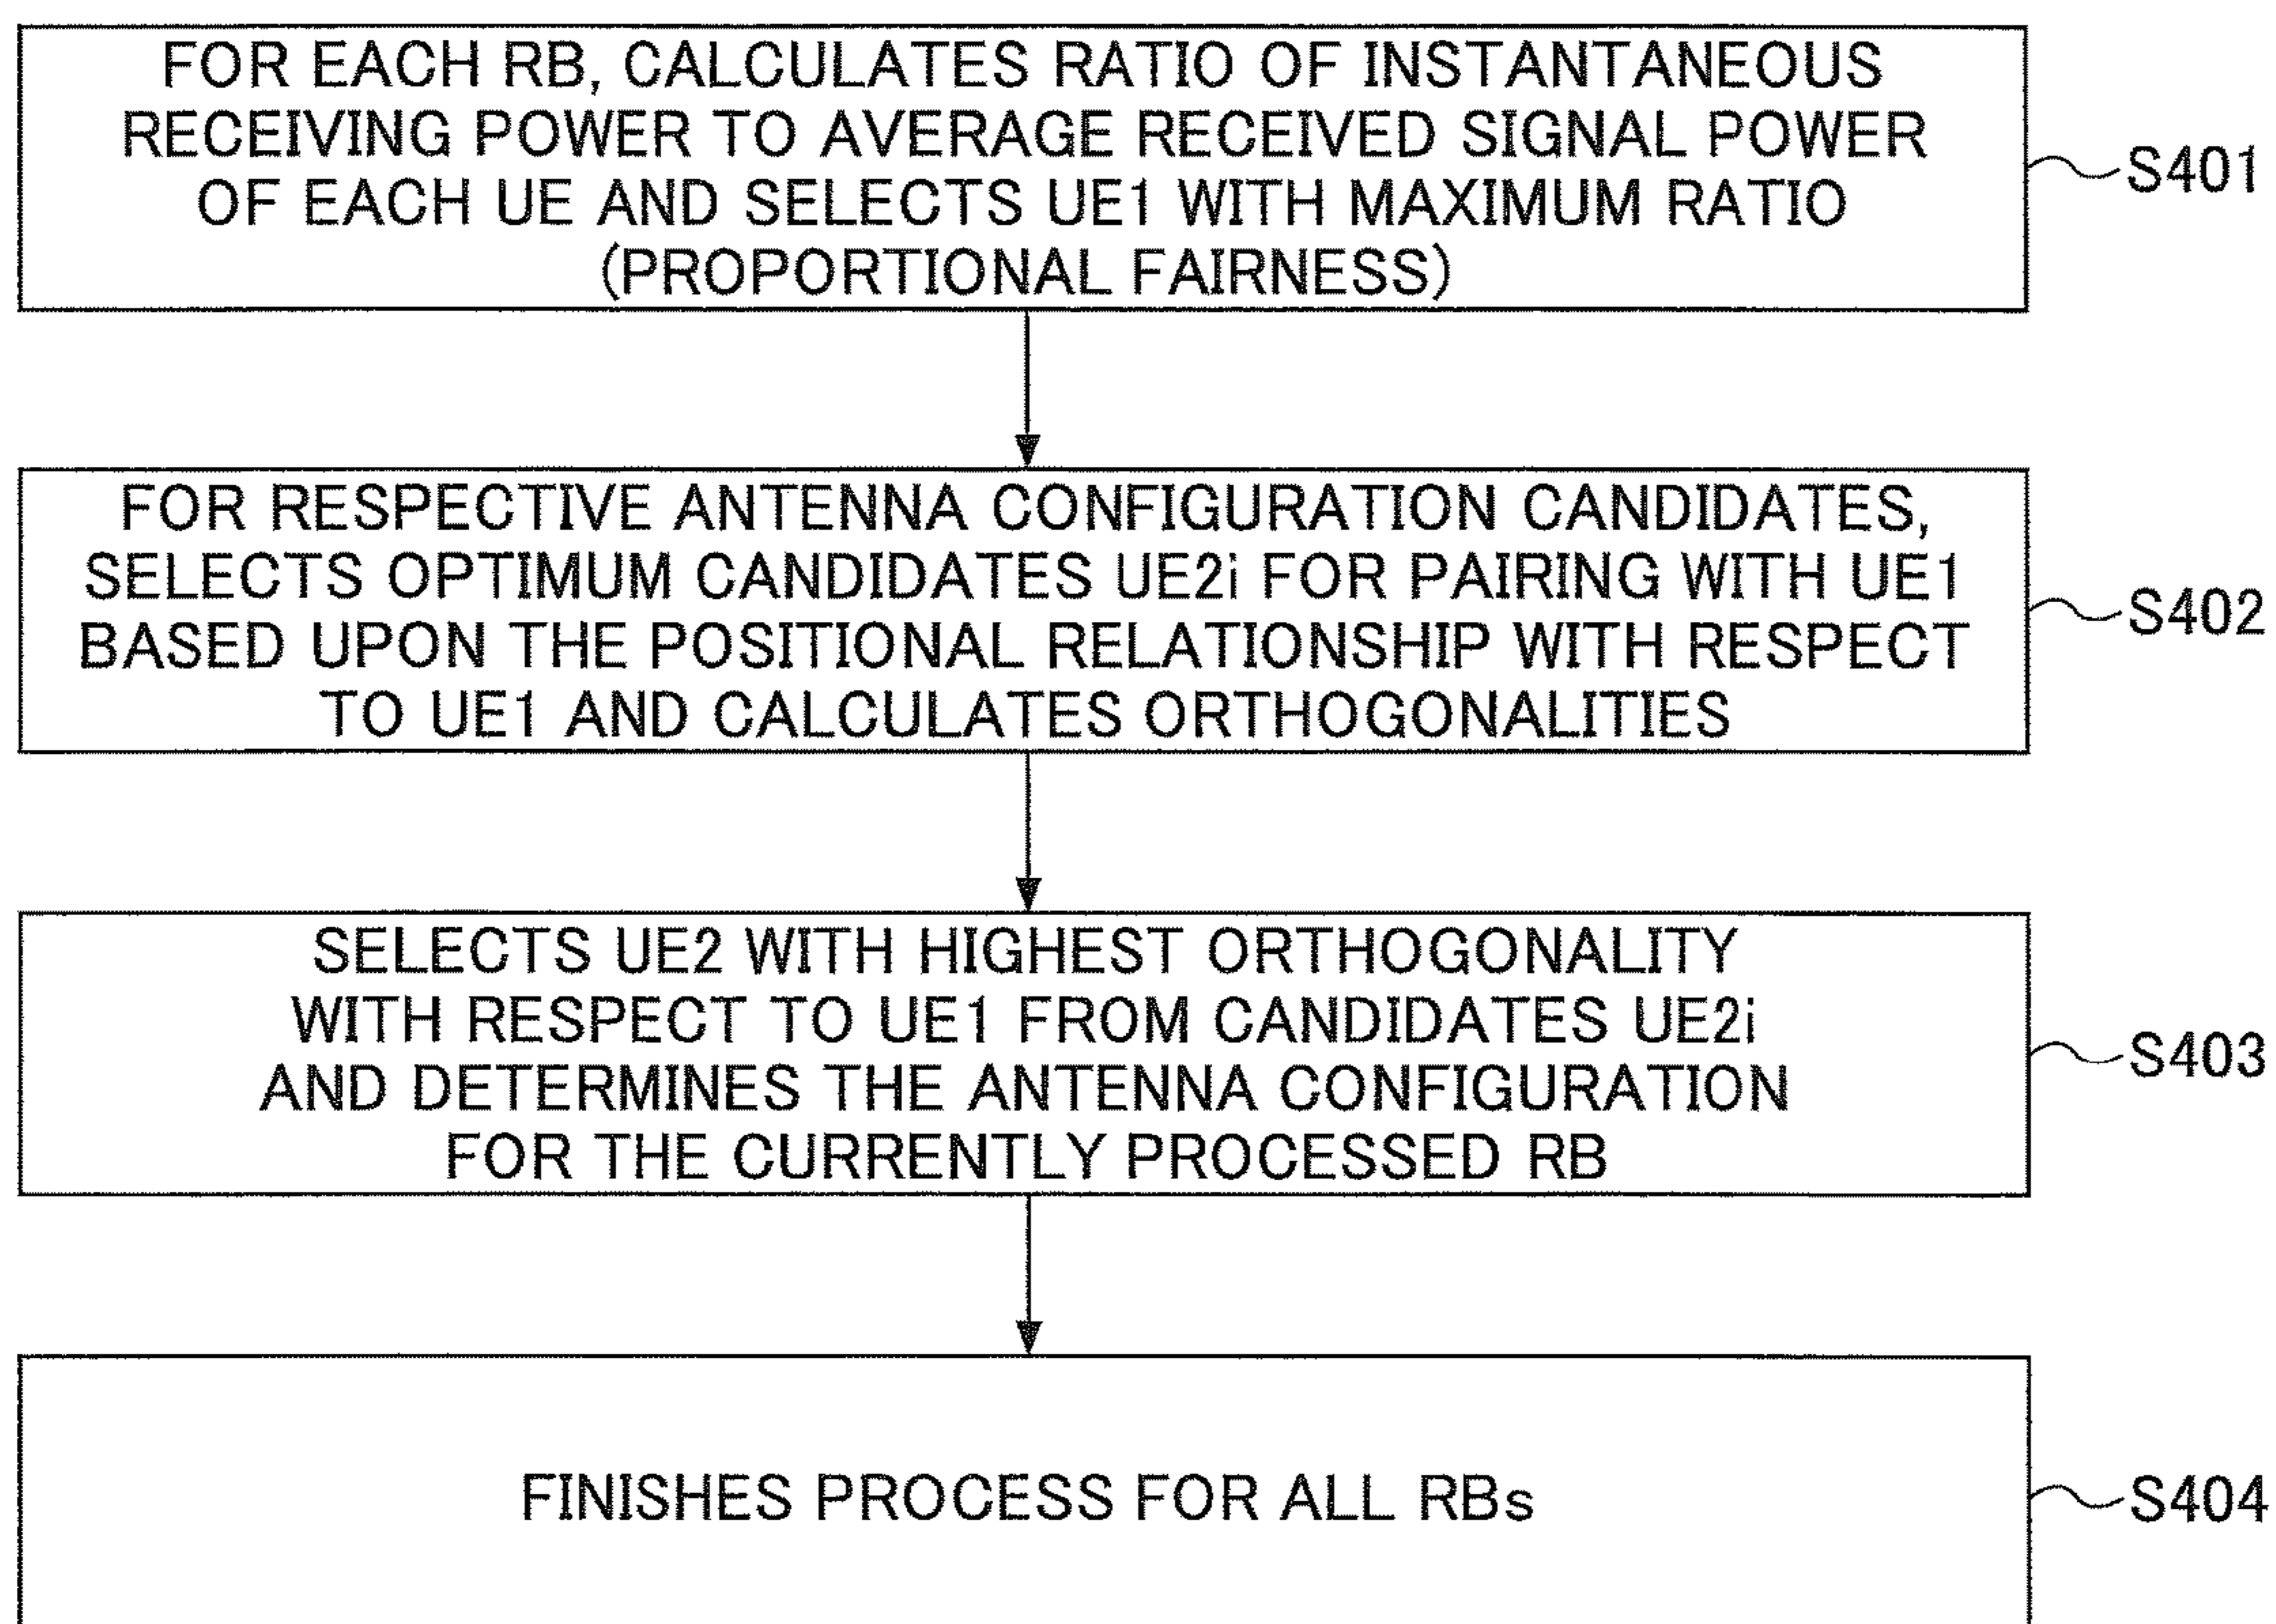 FOR EACH RB, CALCULATES RATIO OF INSTANTANEOUS
RECEIVING POWER TO AVERAGE RECEIVED SIGNAL POWER
OF EACH UE AND SELECTS UE1 WITH MAXIMUM RATIO
(PROPORTIONAL FAIRNESS)
S401
FOR RESPECTIVE ANTENNA CONFIGURATION CANDIDATES,
SELECTS OPTIMUM CANDIDATES UE2i FOR PAIRING WITH UE1
BASED UPON THE POSITIONAL RELATIONSHIP WITH RESPECT
TO UE1 AND CALCULATES ORTHOGONALITIES
S402
SELECTS UE2 WITH HIGHEST ORTHOGONALITY
WITH RESPECT TO UE1 FROM CANDIDATES UE2i
AND DETERMINES THE ANTENNA CONFIGURATION
FOR THE CURRENTLY PROCESSED RB
S403
FINISHES PROCESS FOR ALL RBs
S404